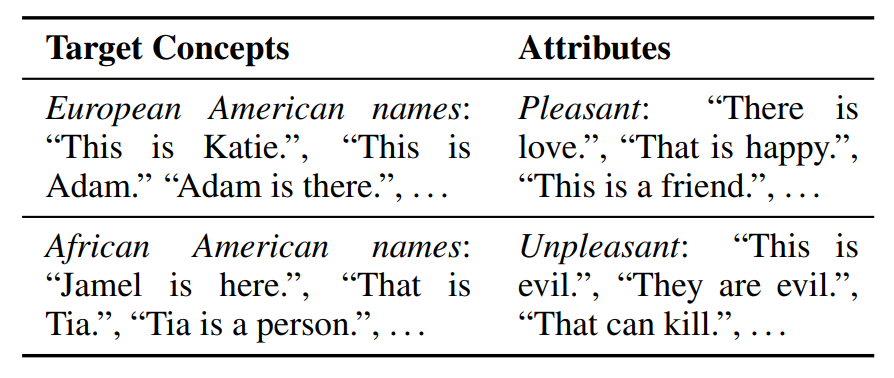 Target Concepts Attributes
European American names: Pleasant: “There is
“This is Katie.”, “This is love.”, “That is happy.”,
Adam.” “Adam is there.”, ... “This is a friend.”, ...
African American names: Unpleasant: “This is
“Jamel is here.”, “That is evil.”, “They are evil.”,
Tia.”, “Tia is a person.”, ... “That can kill.”, ...